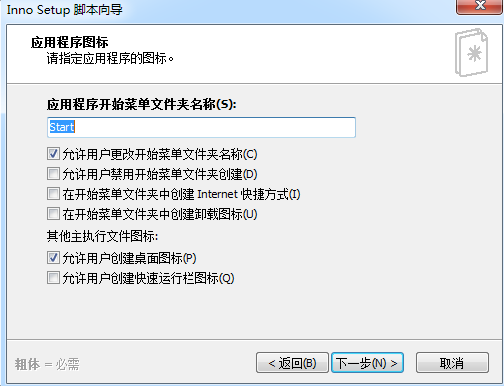 Inno Setup 脚本向导
应用程序图标
请指定应用程序的图标。
应用程序开始菜单文件夹名称(S):
Start
允许用户更改开始菜单文件夹名称(C)
允许用户禁用开始文件夹创建(D)
在开始菜单文件夹中创建 Internet 快捷方式(I)
在开始菜单文件夹中创建卸载图标(U)
其他主执行文件图标:
允许用户创建桌面图标(P)
允许用户创建快速运行栏图标(Q)
粗体 = 必需
< 返回(B)
下一步(N) >
取消